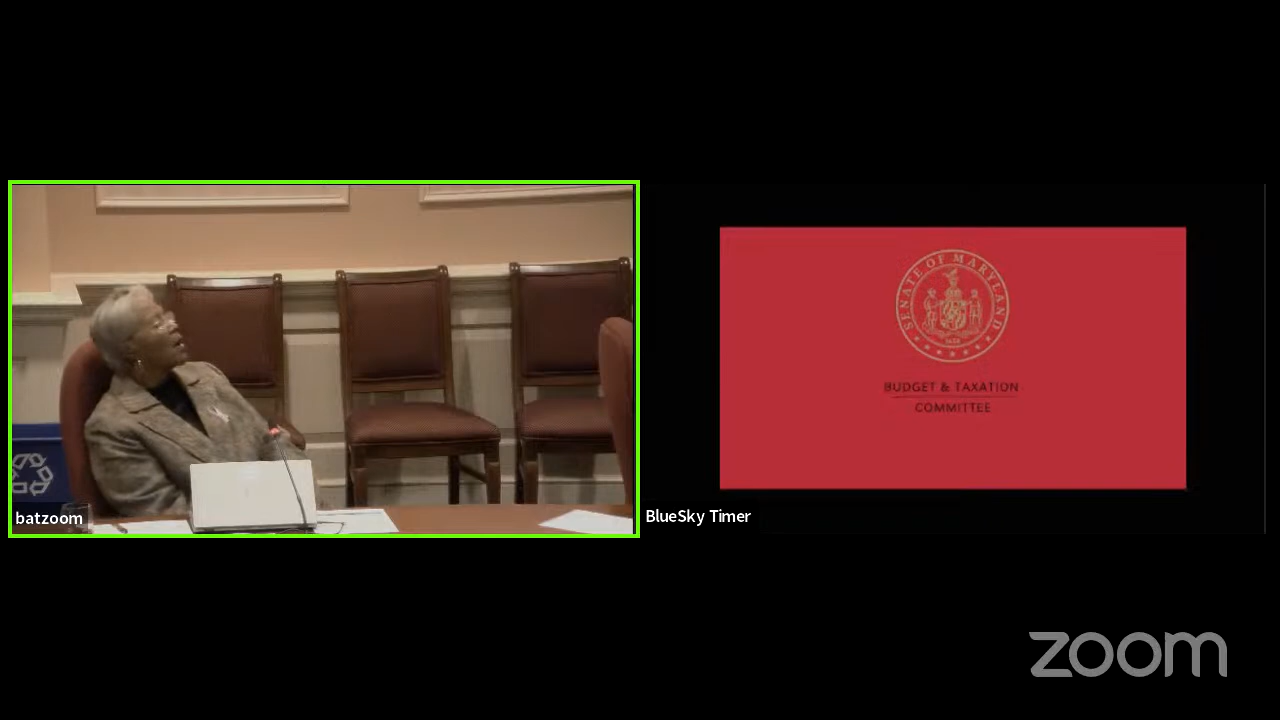 batzoom
SENATE OF MARYLAND
BUDGET & TAXATION
COMMITTEE
BlueSky Timer
zoom